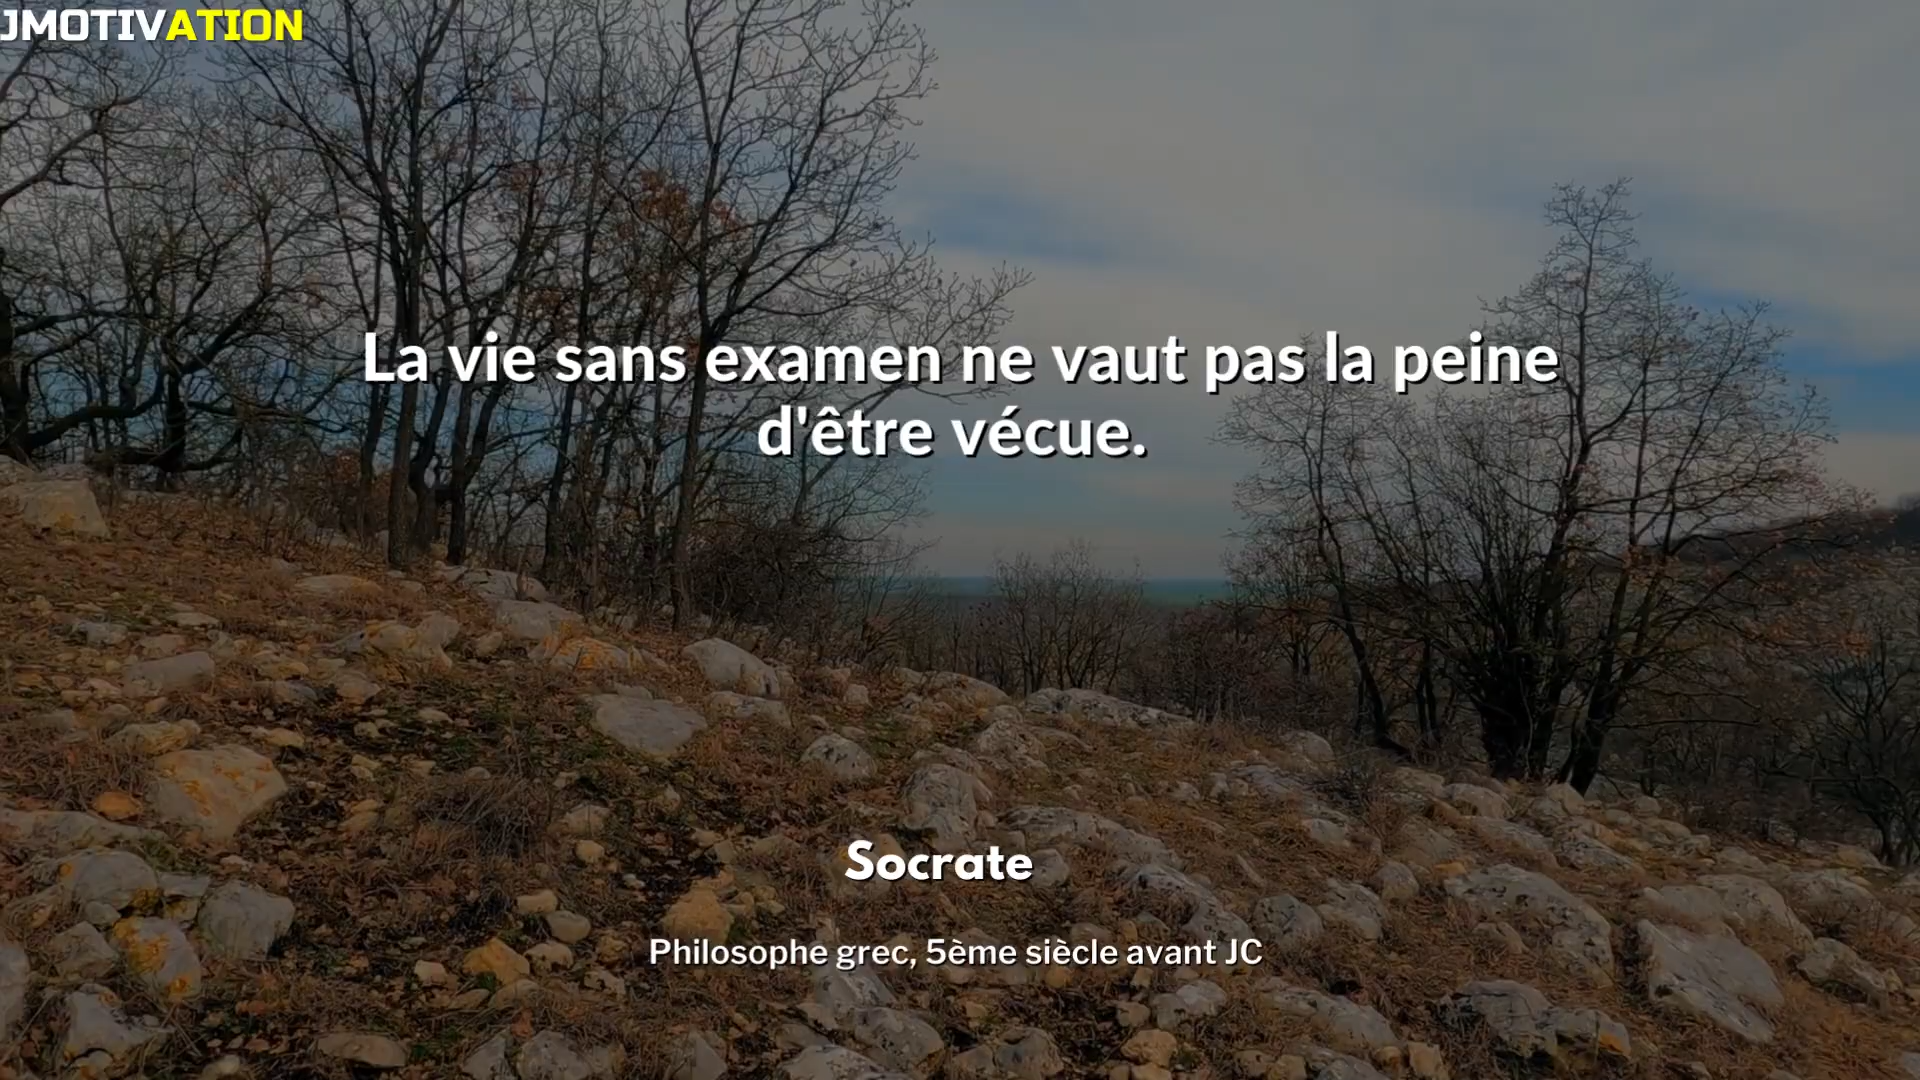 JMOTIVATION
La vie sans examen ne vaut pas la peine
d'être vécue.
Socrate
Philosophe grec, 5ème siècle avant JC